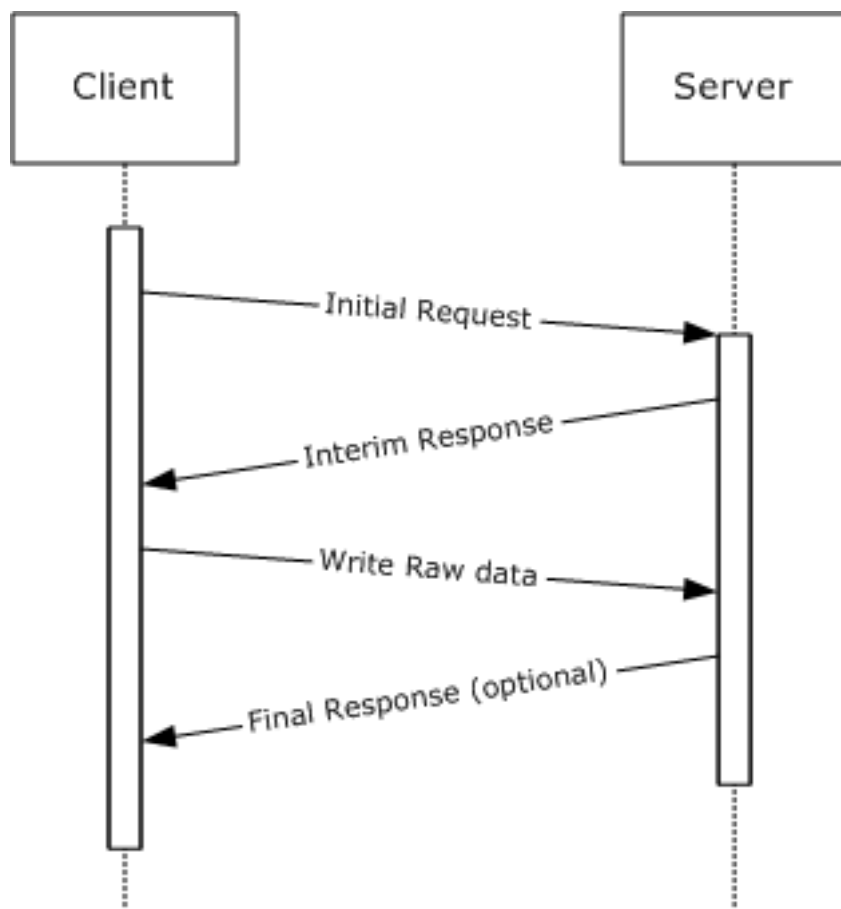 Client
Server
Initial Request
Interim Response
Write Raw data
Final Response (optional)